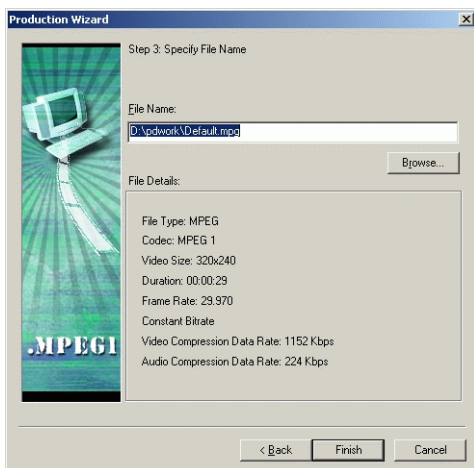 Production Wizard
Step 3: Specify File Name
File Name:
D:\pdwork\Default.mpg
Browse...
File Details:
File Type: MPEG
Codec: MPEG 1
Video Size: 320x240
Duration: 00:00:29
Frame Rate: 29.970
Constant Bitrate
Video Compression Data Rate: 1152 Kbps
Audio Compression Data Rate: 224 Kbps
.MPEG1
< Back
Finish
Cancel